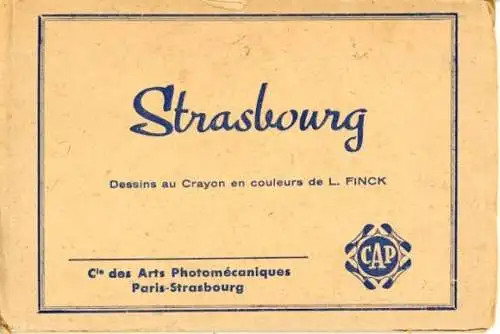 Strasbourg
Dessins au Crayon en couleurs de L. FINCK
CAP
Cie des Arts Photomécaniques
Paris-Strasbourg